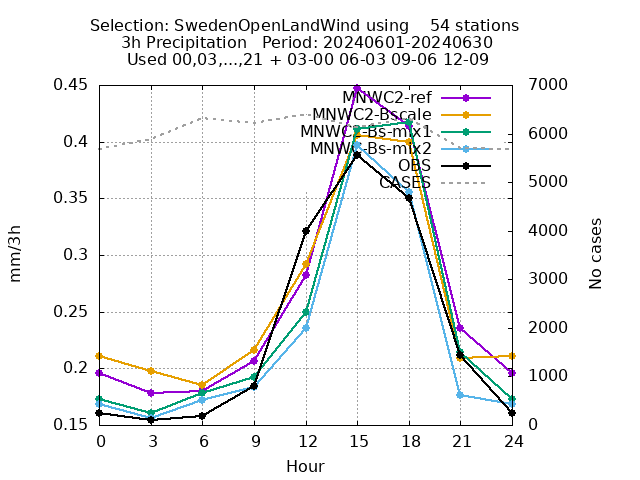 Selection: SwedenOpenLandWind using    54 stations
3h Precipitation   Period: 20240601-20240630
Used 00,03,...,21 + 03-00 06-03 09-06 12-09
0.45
0.4
0.35
0.3
0.25
0.2
0.15
mm/3h
7000
6000
5000
4000
3000
2000
1000
0
No cases
MNWC2-ref
MNWC2-Bscale
MNWC2-Bs-mix1
MNWC2-Bs-mix2
OBS
CASES
0 3 6 9 12 15 18 21 24
Hour